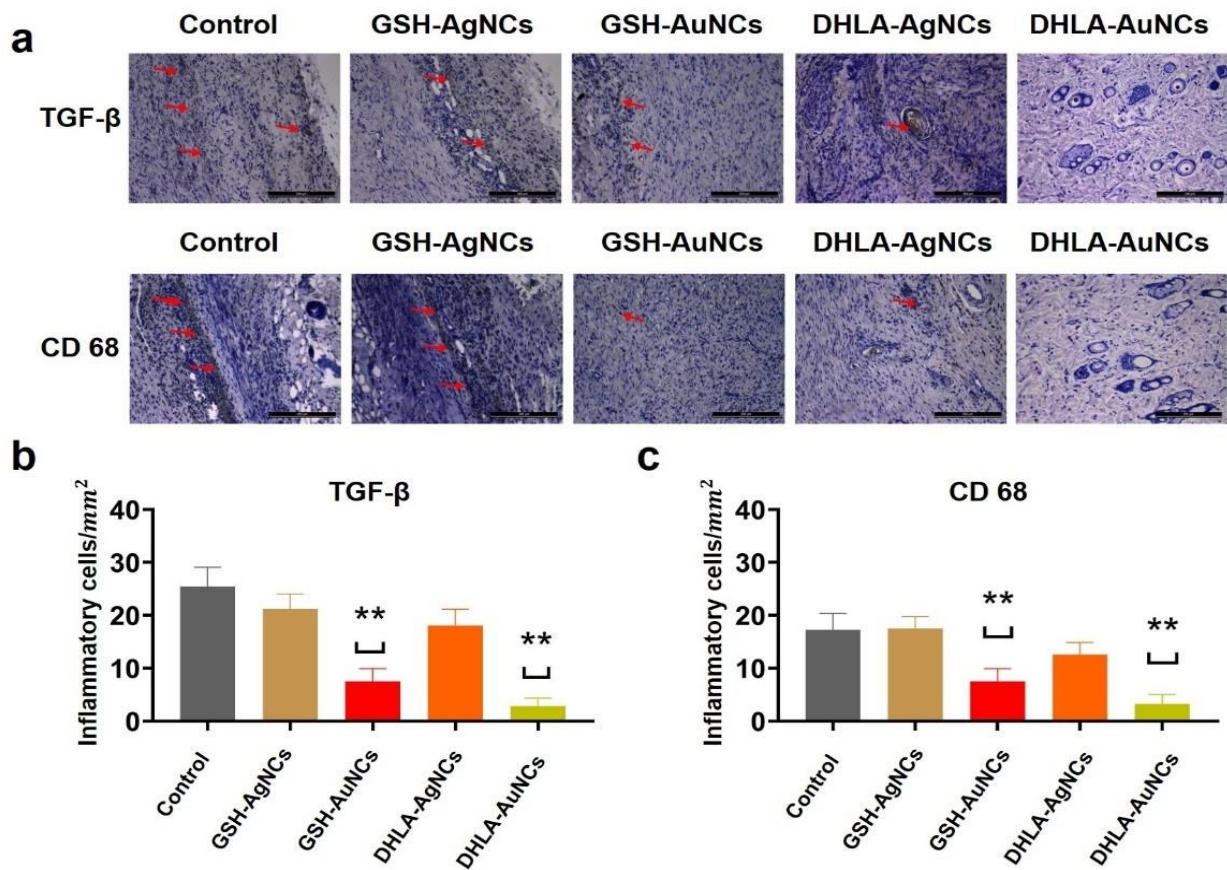 a
Control GSH-AgNCs GSH-AuNCs DHLA-AgNCs DHLA-AuNCs
TGF-β
Control GSH-AgNCs GSH-AuNCs DHLA-AgNCs DHLA-AuNCs
CD 68
b
TGF-β
Inflammatory cells/mm²
40
30
20
10
0
**
**
Control
GSH-AgNCs
GSH-AuNCs
DHLA-AgNCs
DHLA-AuNCs
c
CD 68
Inflammatory cells/mm²
40
30
20
10
0
**
**
Control
GSH-AgNCs
GSH-AuNCs
DHLA-AgNCs
DHLA-AuNCs